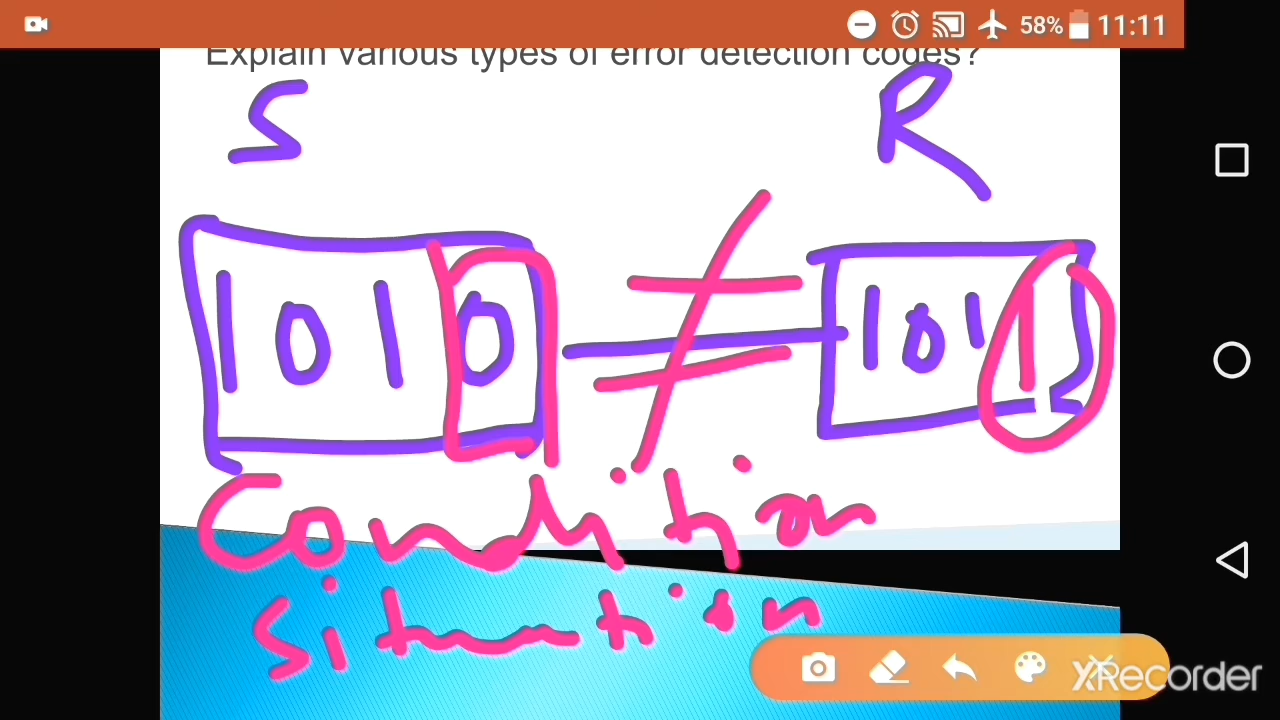 58% 11:11
Explain various types of error detection codes?
S R
1010 ≠ 1011
Condition
situation
XRecorder